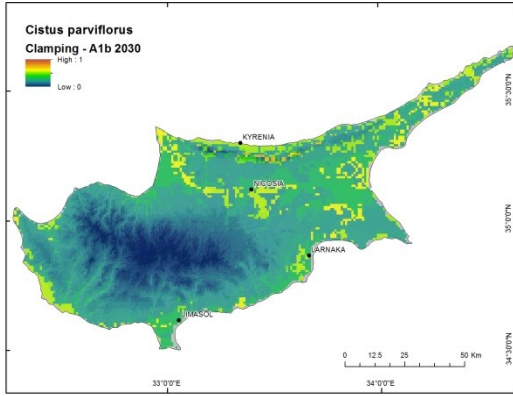 Cistus parviflorus
Clamping - A1b 2030
High : 1
Low : 0
KYRENIA
NICOSIA
ARNAKA
LIMASOL
0 12.5 25 50 Km
33°0'0"E
34°0'0"E
35°30'0"N
35°0'0"N
34°30'0"N